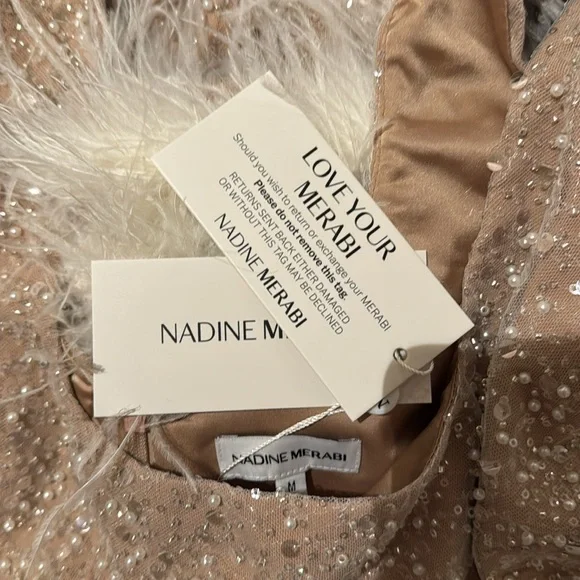 LOVE YOUR
MERABI
Should you wish to return or exchange your MERABI
Please do not remove this tag.
RETURNS SENT BACK EITHER DAMAGED
OR WITHOUT THIS TAG MAY BE DECLINED
NADINE MERABI
NADINE M
NADINE MERABI
M